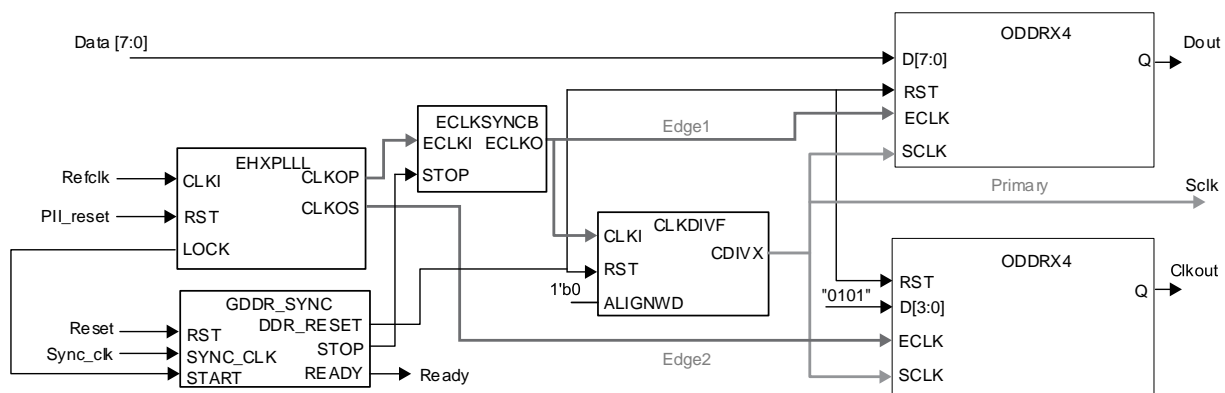 Data [7:0]
ODDRX4
D[7:0]
RST
ECLK
SCLK
Q
Dout
ECLKSYNCB
ECLKI
ECLKO
STOP
Edge1
EHXPLLL
Refclk
CLKI
CLKOP
Pll_reset
RST
CLKOS
LOCK
Primary
Sclk
CLKDIVF
CLKI
CDIVX
RST
1'b0
ALIGNWD
ODDRX4
RST
"0101"
D[3:0]
ECLK
SCLK
Q
Clkout
GDDR_SYNC
Reset
RST
DDR_RESET
Sync_clk
SYNC_CLK
STOP
START
READY
Ready
Edge2